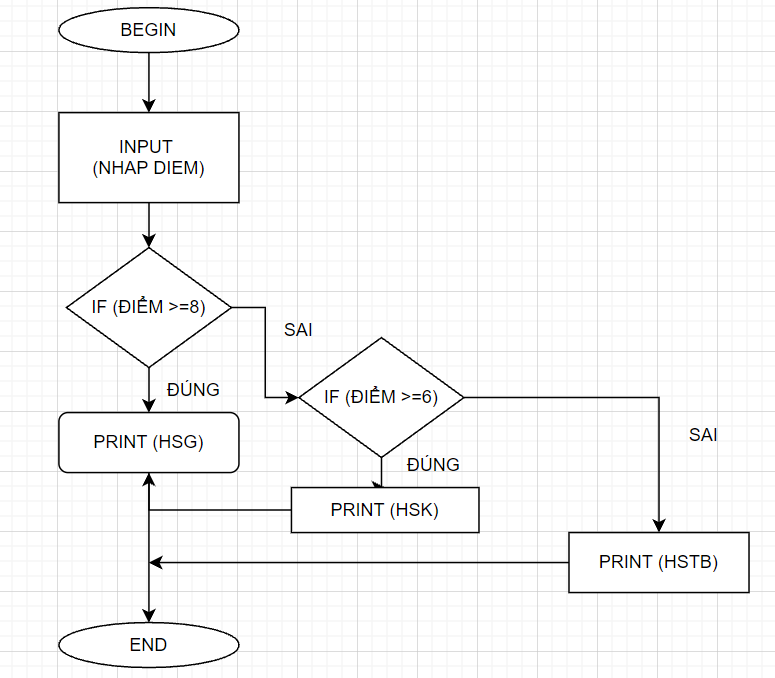 BEGIN
INPUT
(NHAP DIEM)
IF (ĐIỂM >=8)
SAI
ĐÚNG
IF (ĐIỂM >=6)
SAI
PRINT (HSG)
ĐÚNG
PRINT (HSK)
PRINT (HSTB)
END